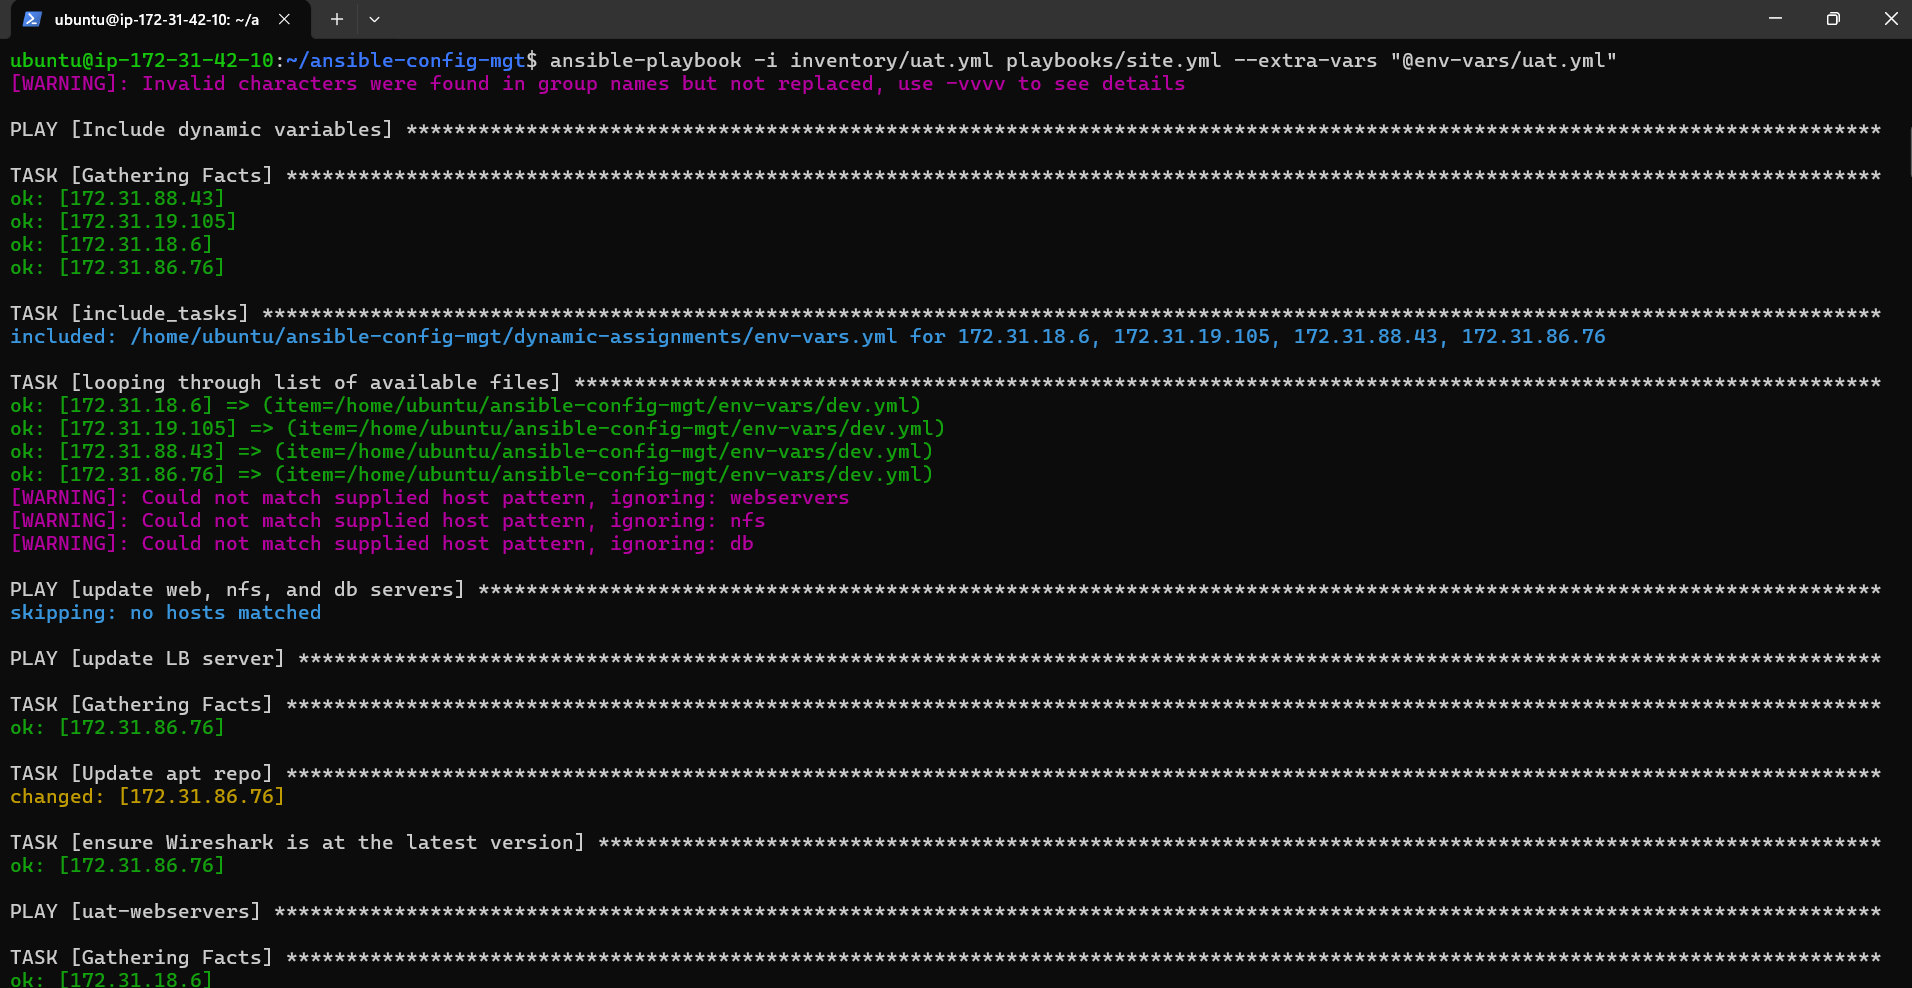 ubuntu@ip-172-31-42-10: ~/a
ubuntu@ip-172-31-42-10:~/ansible-config-mgt$ ansible-playbook -i inventory/uat.yml playbooks/site.yml --extra-vars "@env-vars/uat.yml"
[WARNING]: Invalid characters were found in group names but not replaced, use -vvvv to see details
PLAY [Include dynamic variables] ***************************************************************************************************************************
TASK [Gathering Facts] *************************************************************************************************************************************
ok: [172.31.88.43]
ok: [172.31.19.105]
ok: [172.31.18.6]
ok: [172.31.86.76]
TASK [include_tasks] ***************************************************************************************************************************************
included: /home/ubuntu/ansible-config-mgt/dynamic-assignments/env-vars.yml for 172.31.18.6, 172.31.19.105, 172.31.88.43, 172.31.86.76
TASK [looping through list of available files] *************************************************************************************************************
ok: [172.31.18.6] => (item=/home/ubuntu/ansible-config-mgt/env-vars/dev.yml)
ok: [172.31.19.105] => (item=/home/ubuntu/ansible-config-mgt/env-vars/dev.yml)
ok: [172.31.88.43] => (item=/home/ubuntu/ansible-config-mgt/env-vars/dev.yml)
ok: [172.31.86.76] => (item=/home/ubuntu/ansible-config-mgt/env-vars/dev.yml)
[WARNING]: Could not match supplied host pattern, ignoring: webservers
[WARNING]: Could not match supplied host pattern, ignoring: nfs
[WARNING]: Could not match supplied host pattern, ignoring: db
PLAY [update web, nfs, and db servers] *********************************************************************************************************************
skipping: no hosts matched
PLAY [update LB server] ************************************************************************************************************************************
TASK [Gathering Facts] *************************************************************************************************************************************
ok: [172.31.86.76]
TASK [Update apt repo] *************************************************************************************************************************************
changed: [172.31.86.76]
TASK [ensure Wireshark is at the latest version] ***********************************************************************************************************
ok: [172.31.86.76]
PLAY [uat-webservers] **************************************************************************************************************************************
TASK [Gathering Facts] *************************************************************************************************************************************
ok: [172.31.18.6]